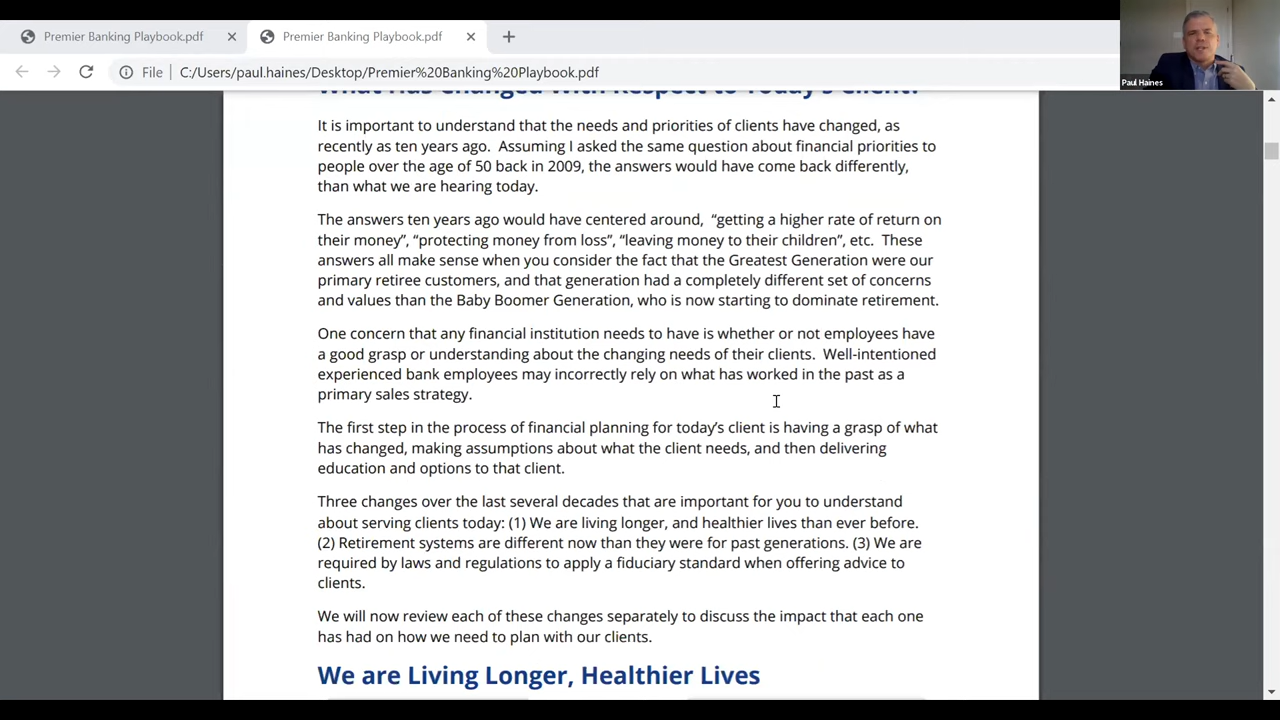 Premier Banking Playbook.pdf
Premier Banking Playbook.pdf
File
C:/Users/paul.haines/Desktop/Premier%20Banking%20Playbook.pdf
Paul Haines
What Has Changed With Respect to Today's Client?
It is important to understand that the needs and priorities of clients have changed, as
recently as ten years ago.  Assuming I asked the same question about financial priorities to
people over the age of 50 back in 2009, the answers would have come back differently,
than what we are hearing today.
The answers ten years ago would have centered around,  “getting a higher rate of return on
their money”, “protecting money from loss”, “leaving money to their children”, etc.  These
answers all make sense when you consider the fact that the Greatest Generation were our
primary retiree customers, and that generation had a completely different set of concerns
and values than the Baby Boomer Generation, who is now starting to dominate retirement.
One concern that any financial institution needs to have is whether or not employees have
a good grasp or understanding about the changing needs of their clients.  Well-intentioned
experienced bank employees may incorrectly rely on what has worked in the past as a
primary sales strategy.
The first step in the process of financial planning for today’s client is having a grasp of what
has changed, making assumptions about what the client needs, and then delivering
education and options to that client.
Three changes over the last several decades that are important for you to understand
about serving clients today: (1) We are living longer, and healthier lives than ever before.
(2) Retirement systems are different now than they were for past generations. (3) We are
required by laws and regulations to apply a fiduciary standard when offering advice to
clients.
We will now review each of these changes separately to discuss the impact that each one
has had on how we need to plan with our clients.
We are Living Longer, Healthier Lives